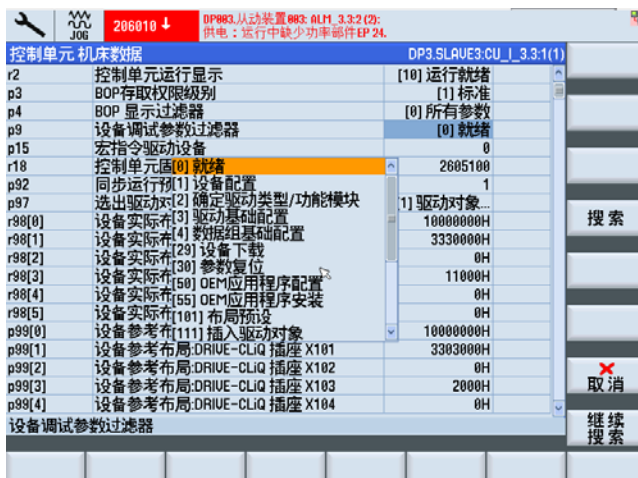 JOG
206010 ↓
DP003.从动装置003: ALM_3.3:2 (2):
供电：运行中缺少功率部件EP 24.
控制单元 机床数据 DP3.SLAVE3:CU_I_3.3:1(1)
r2 控制单元运行显示 [10] 运行就绪
p3 BOP存取权限级别 [1] 标准
p4 BOP 显示过滤器 [0] 所有参数
p9 设备调试参数过滤器 [0] 就绪
p15 宏指令驱动设备 0
r18 控制单元固 [0] 就绪 2605100
p92 同步运行预 [1] 设备配置 1
p97 选出驱动对 [2] 确定驱动类型/功能模块 [1] 驱动对象...
r98[0] 设备实际布 [3] 驱动基础配置 10000000H
搜索
r98[1] 设备实际布 [4] 数据组基础配置 3330000H
r98[2] 设备实际布 [29] 设备下载 0H
r98[3] 设备实际布 [30] 参数复位 11000H
r98[4] 设备实际布 [50] OEM应用程序配置 0H
r98[5] 设备实际布 [55] OEM应用程序安装 0H
[101] 布局预设
p99[0] 设备参考布 [111] 插入驱动对象 10000000H
p99[1] 设备参考布局:DRIVE-CLiQ 插座 X101 3303000H
p99[2] 设备参考布局:DRIVE-CLiQ 插座 X102 0H
p99[3] 设备参考布局:DRIVE-CLiQ 插座 X103 2000H
取消
p99[4] 设备参考布局:DRIVE-CLiQ 插座 X104 0H
设备调试参数过滤器
继续
搜索